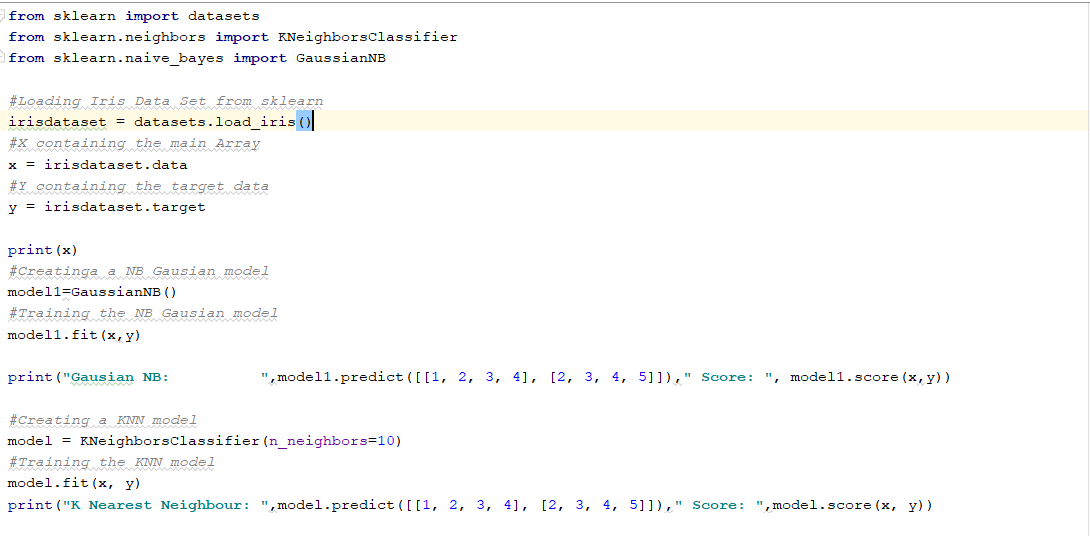 from sklearn import datasets
from sklearn.neighbors import KNeighborsClassifier
from sklearn.naive_bayes import GaussianNB
#Loading Iris Data Set from sklearn
irisdataset = datasets.load_iris()
#X containing the main Array
x = irisdataset.data
#Y containing the target data
y = irisdataset.target
print(x)
#Creatinga a NB Gausian model
model1=GaussianNB()
#Training the NB Gausian model
model1.fit(x,y)
print("Gausian NB:          ",model1.predict([[1, 2, 3, 4], [2, 3, 4, 5]])," Score: ", model1.score(x,y))
#Creating a KNN model
model = KNeighborsClassifier(n_neighbors=10)
#Training the KNN model
model.fit(x, y)
print("K Nearest Neighbour: ",model.predict([[1, 2, 3, 4], [2, 3, 4, 5]])," Score: ",model.score(x, y))